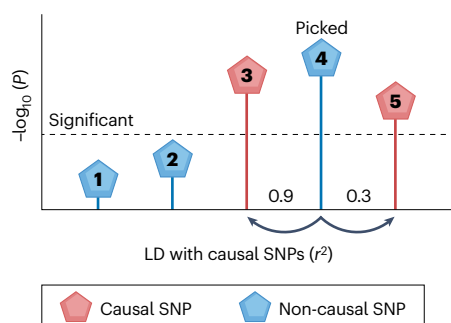 Picked
3
4
5
–log10 (P)
Significant
1
2
0.9
0.3
LD with causal SNPs (r²)
Causal SNP
Non-causal SNP